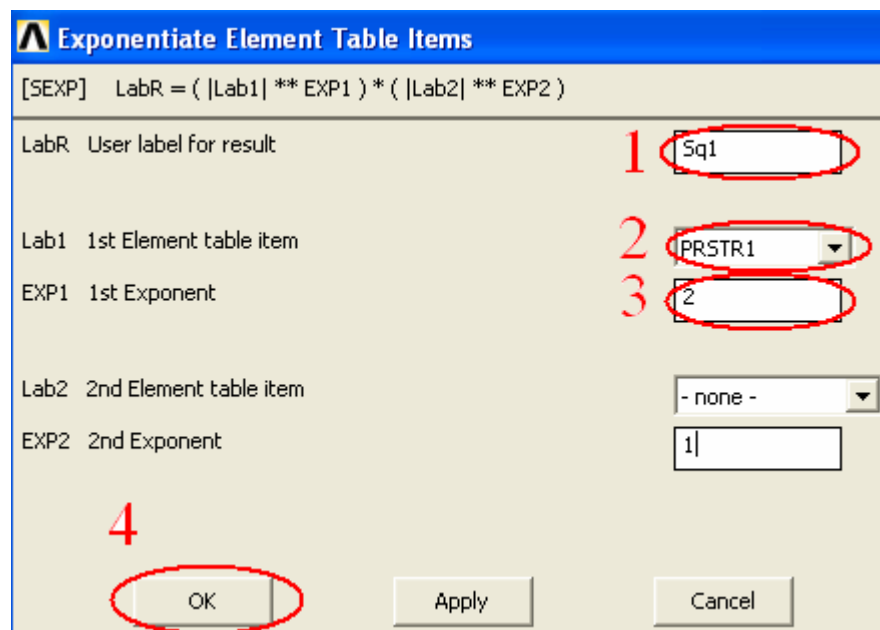 Exponentiate Element Table Items
[SEXP] LabR = ( |Lab1| ** EXP1 ) * ( |Lab2| ** EXP2 )
LabR User label for result 1 Sq1
Lab1 1st Element table item 2 PRSTR1
EXP1 1st Exponent 3 2
Lab2 2nd Element table item - none -
EXP2 2nd Exponent 1
4
OK Apply Cancel